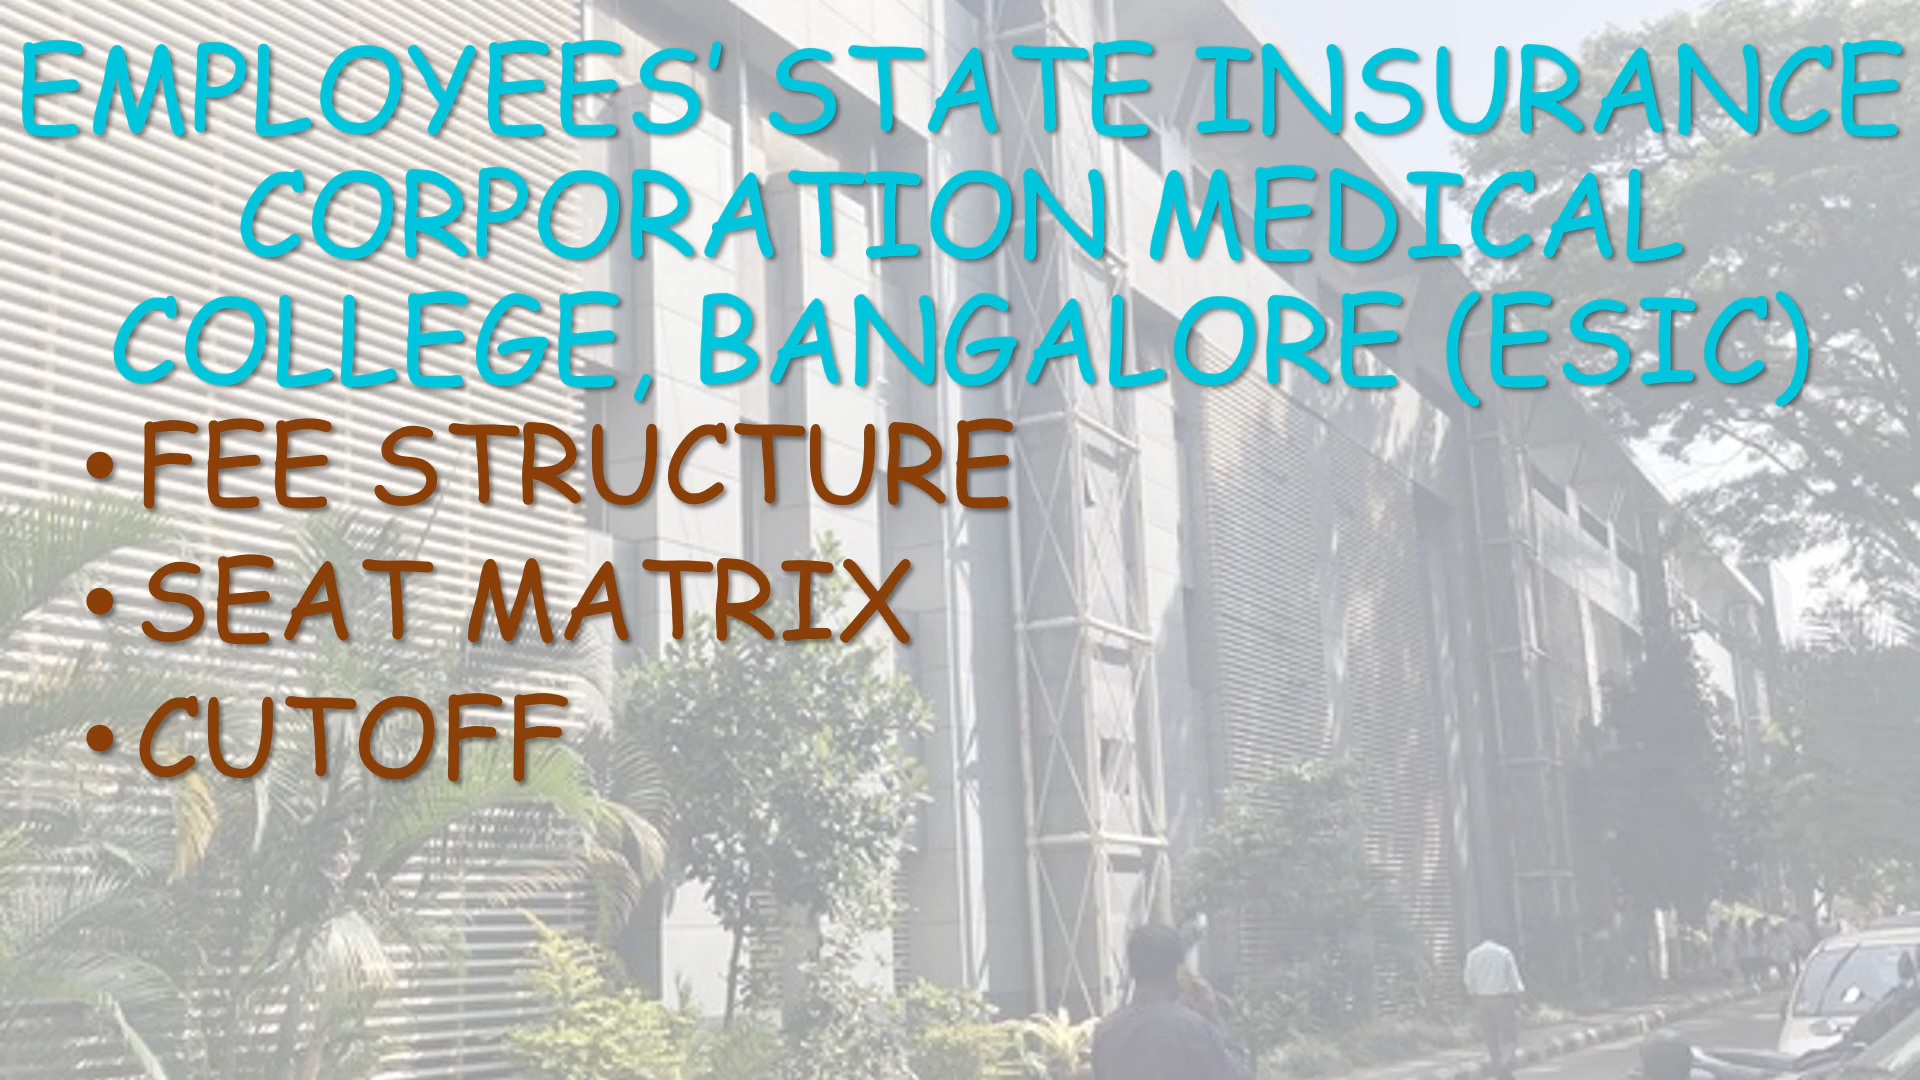 EMPLOYEES’ STATE INSURANCE
CORPORATION MEDICAL
COLLEGE, BANGALORE (ESIC)
• FEE STRUCTURE
• SEAT MATRIX
• CUTOFF